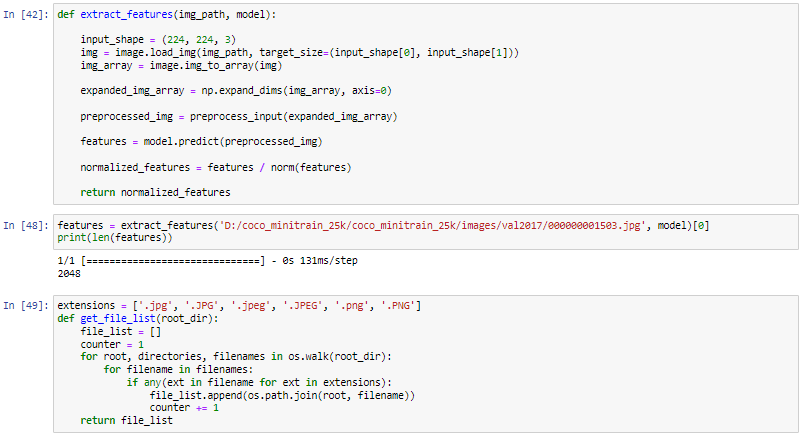 In [42]: def extract_features(img_path, model):
input_shape = (224, 224, 3)
img = image.load_img(img_path, target_size=(input_shape[0], input_shape[1]))
img_array = image.img_to_array(img)
expanded_img_array = np.expand_dims(img_array, axis=0)
preprocessed_img = preprocess_input(expanded_img_array)
features = model.predict(preprocessed_img)
normalized_features = features / norm(features)
return normalized_features
In [48]: features = extract_features('D:/coco_minitrain_25k/coco_minitrain_25k/images/val2017/000000001503.jpg', model)[0]
print(len(features))
1/1 [==============================] - 0s 131ms/step
2048
In [49]: extensions = ['.jpg', '.JPG', '.jpeg', '.JPEG', '.png', '.PNG']
def get_file_list(root_dir):
file_list = []
counter = 1
for root, directories, filenames in os.walk(root_dir):
for filename in filenames:
if any(ext in filename for ext in extensions):
file_list.append(os.path.join(root, filename))
counter += 1
return file_list